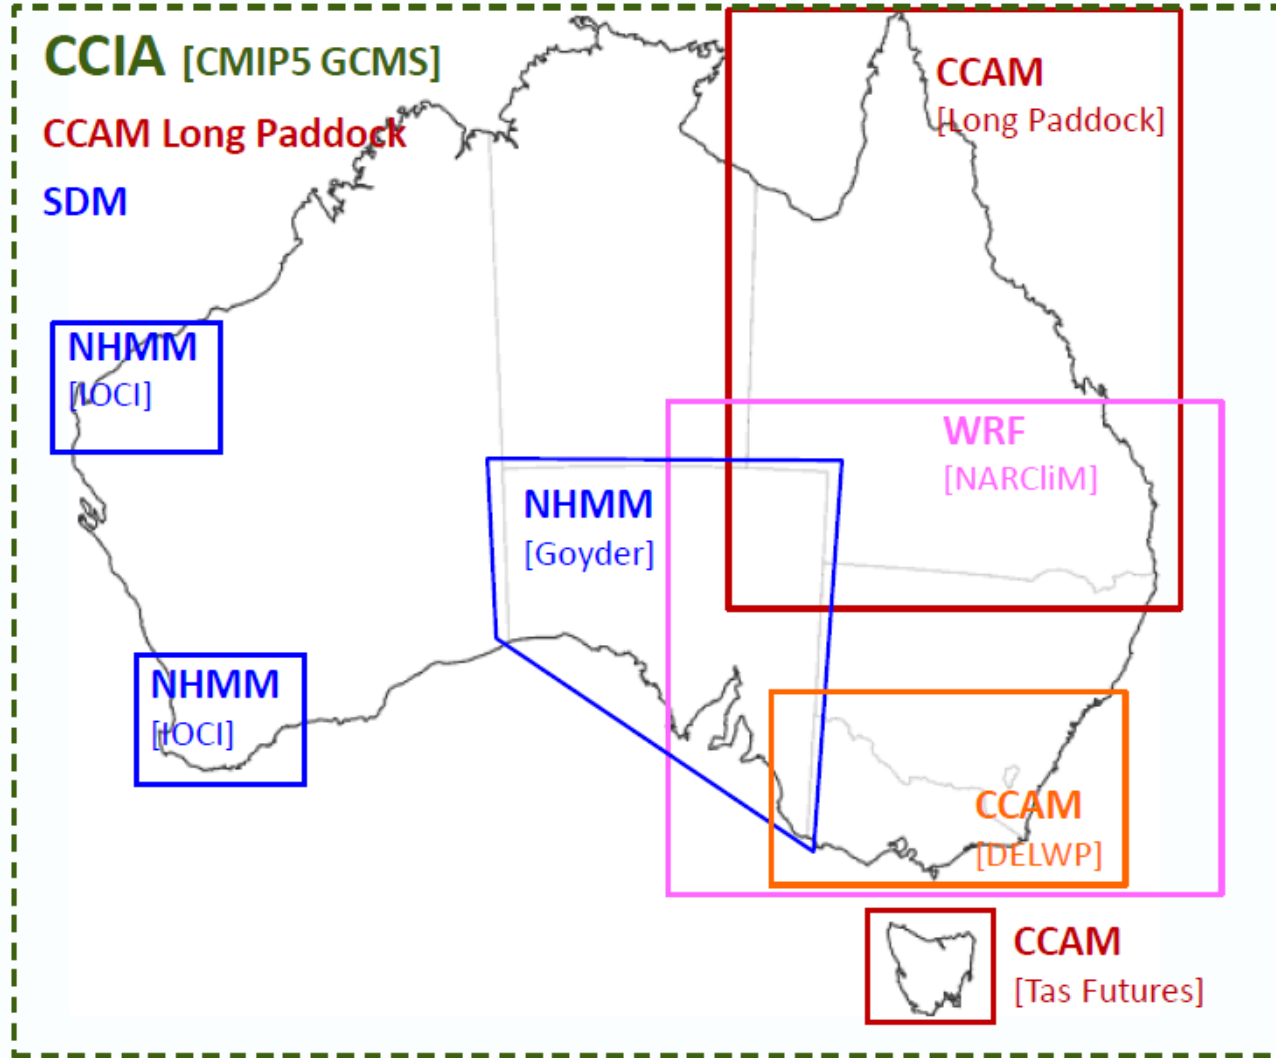 CCIA [CMIP5 GCMS]
CCAM Long Paddock
SDM
CCAM
[Long Paddock]
NHMM
[IOCI]
WRF
[NARCliM]
NHMM
[Goyder]
NHMM
[IOCI]
CCAM
[DELWP]
CCAM
[Tas Futures]